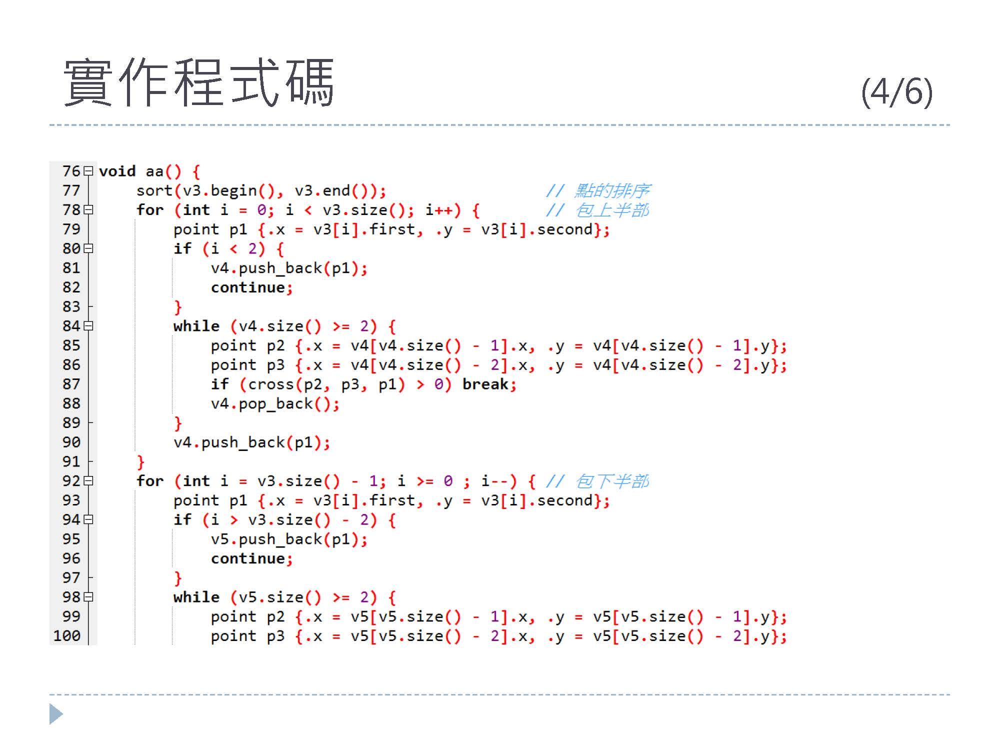 實作程式碼 (4/6)
76 void aa() {
77     sort(v3.begin(), v3.end());                 // 點的排序
78     for (int i = 0; i < v3.size(); i++) {       // 包上半部
79         point p1 {.x = v3[i].first, .y = v3[i].second};
80         if (i < 2) {
81             v4.push_back(p1);
82             continue;
83         }
84         while (v4.size() >= 2) {
85             point p2 {.x = v4[v4.size() - 1].x, .y = v4[v4.size() - 1].y};
86             point p3 {.x = v4[v4.size() - 2].x, .y = v4[v4.size() - 2].y};
87             if (cross(p2, p3, p1) > 0) break;
88             v4.pop_back();
89         }
90         v4.push_back(p1);
91     }
92     for (int i = v3.size() - 1; i >= 0 ; i--) { // 包下半部
93         point p1 {.x = v3[i].first, .y = v3[i].second};
94         if (i > v3.size() - 2) {
95             v5.push_back(p1);
96             continue;
97         }
98         while (v5.size() >= 2) {
99             point p2 {.x = v5[v5.size() - 1].x, .y = v5[v5.size() - 1].y};
100             point p3 {.x = v5[v5.size() - 2].x, .y = v5[v5.size() - 2].y};